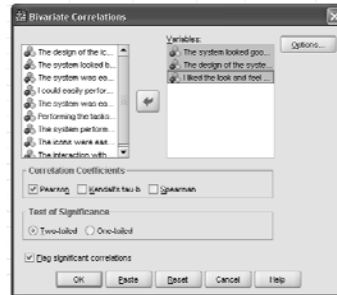 Bivariate Correlations
Variables:
The design of the ic...
The system looked b...
The system was ea...
I could easily perfor...
The system was ea...
Performing the tasks...
The system perform...
The icons were eas...
The interaction with
The system looked goo...
The design of the syste...
I liked the look and feel ...
Options...
Correlation Coefficients
Pearson Kendall's tau-b Spearman
Test of Significance
Two-tailed One-tailed
Flag significant correlations
OK Paste Reset Cancel Help